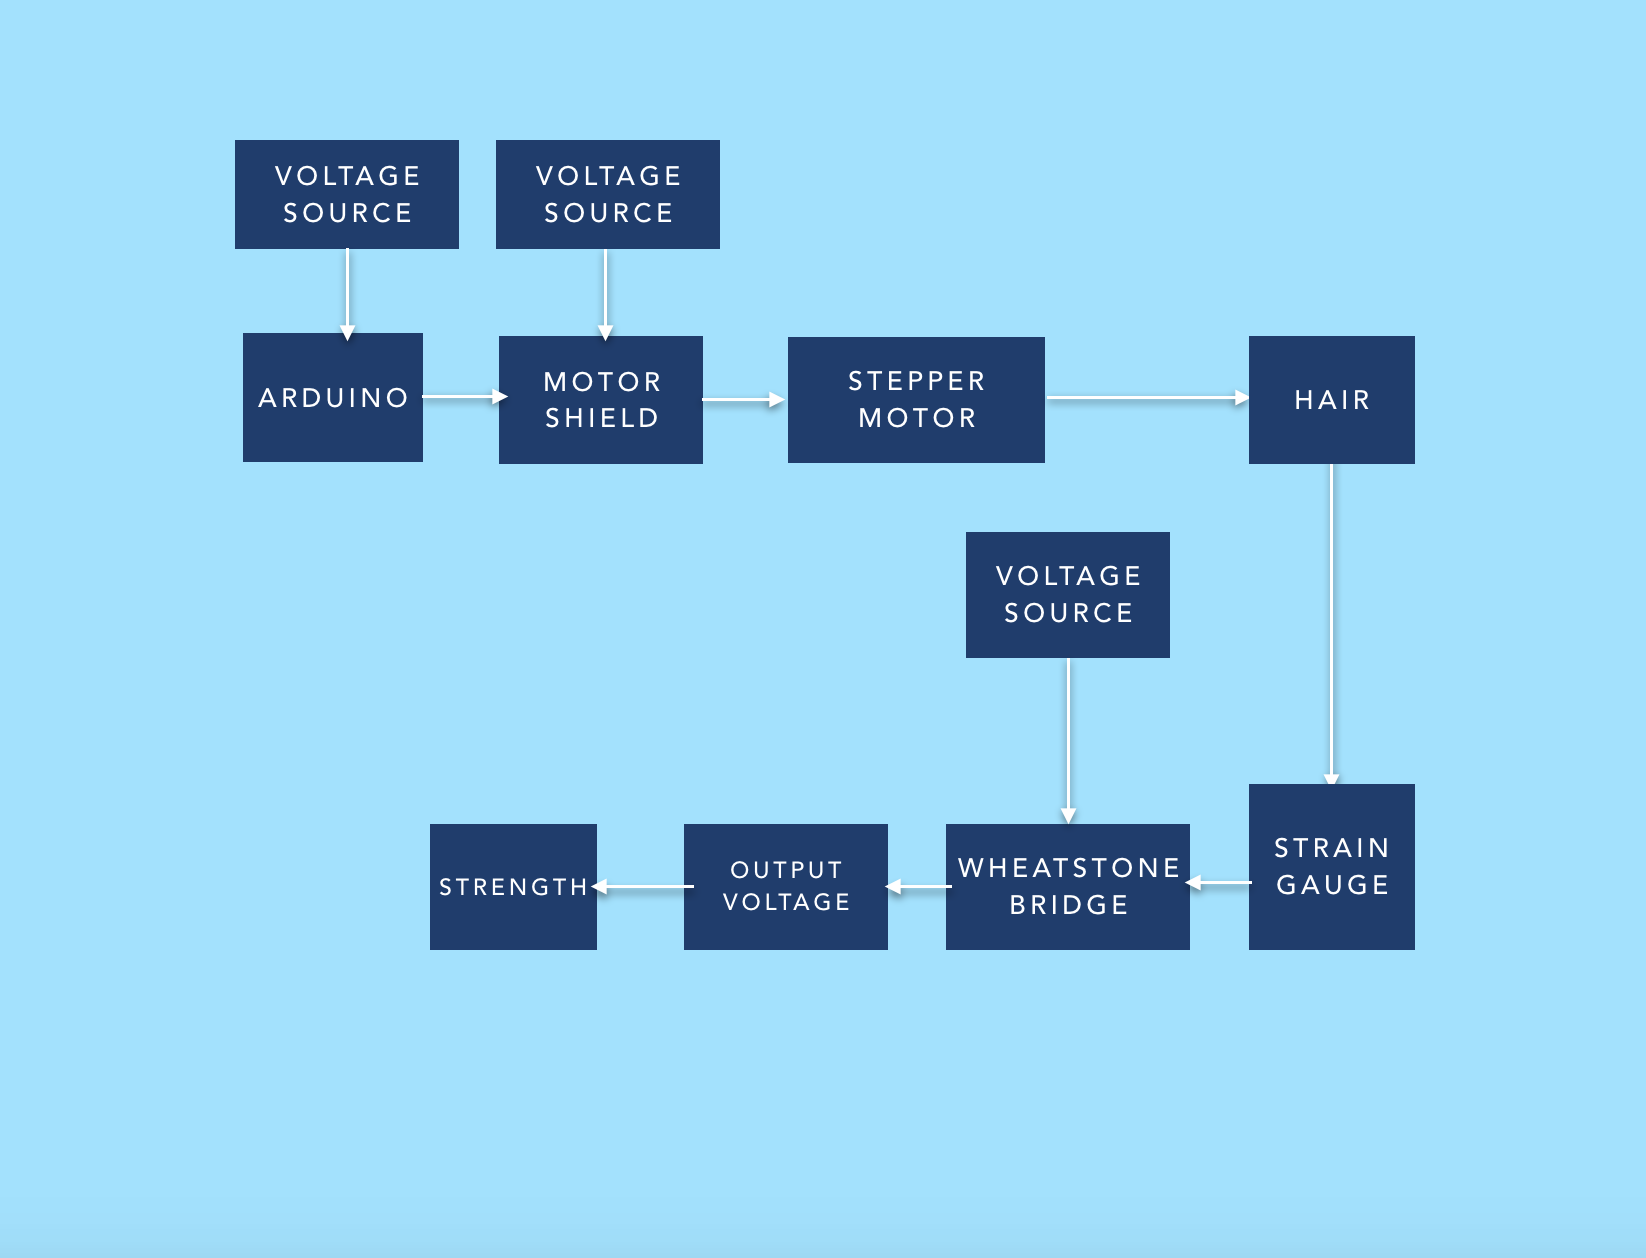 VOLTAGE
SOURCE
VOLTAGE
SOURCE
ARDUINO
MOTOR
SHIELD
STEPPER
MOTOR
HAIR
VOLTAGE
SOURCE
STRENGTH
OUTPUT
VOLTAGE
WHEATSTONE
BRIDGE
STRAIN
GAUGE